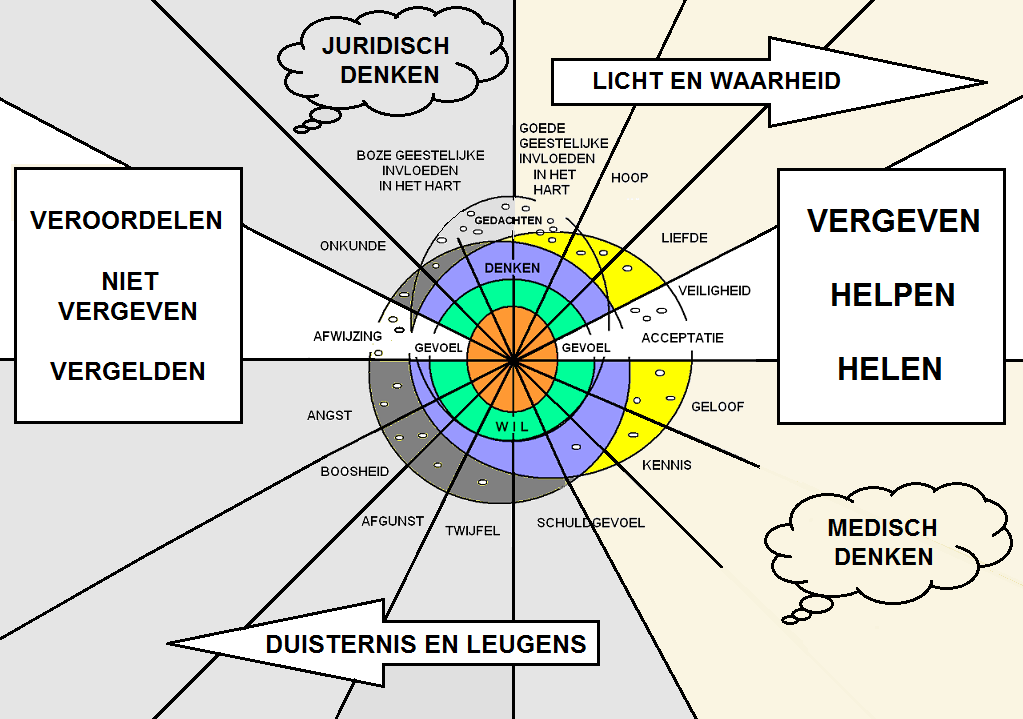 JURIDISCH
DENKEN
LICHT EN WAARHEID
BOZE GEESTELIJKE
INVLOEDEN
IN HET HART
GOEDE
GEESTELIJKE
INVLOEDEN
IN HET
HART
HOOP
VEROORDELEN
NIET
VERGEVEN
VERGELDEN
VERGEVEN
HELPEN
HELEN
GEDACHTEN
ONKUNDE
LIEFDE
DENKEN
VEILIGHEID
AFWIJZING
GEVOEL
GEVOEL
ACCEPTATIE
ANGST
GELOOF
WIL
BOOSHEID
KENNIS
AFGUNST
TWIJFEL
SCHULDGEVOEL
MEDISCH
DENKEN
DUISTERNIS EN LEUGENS